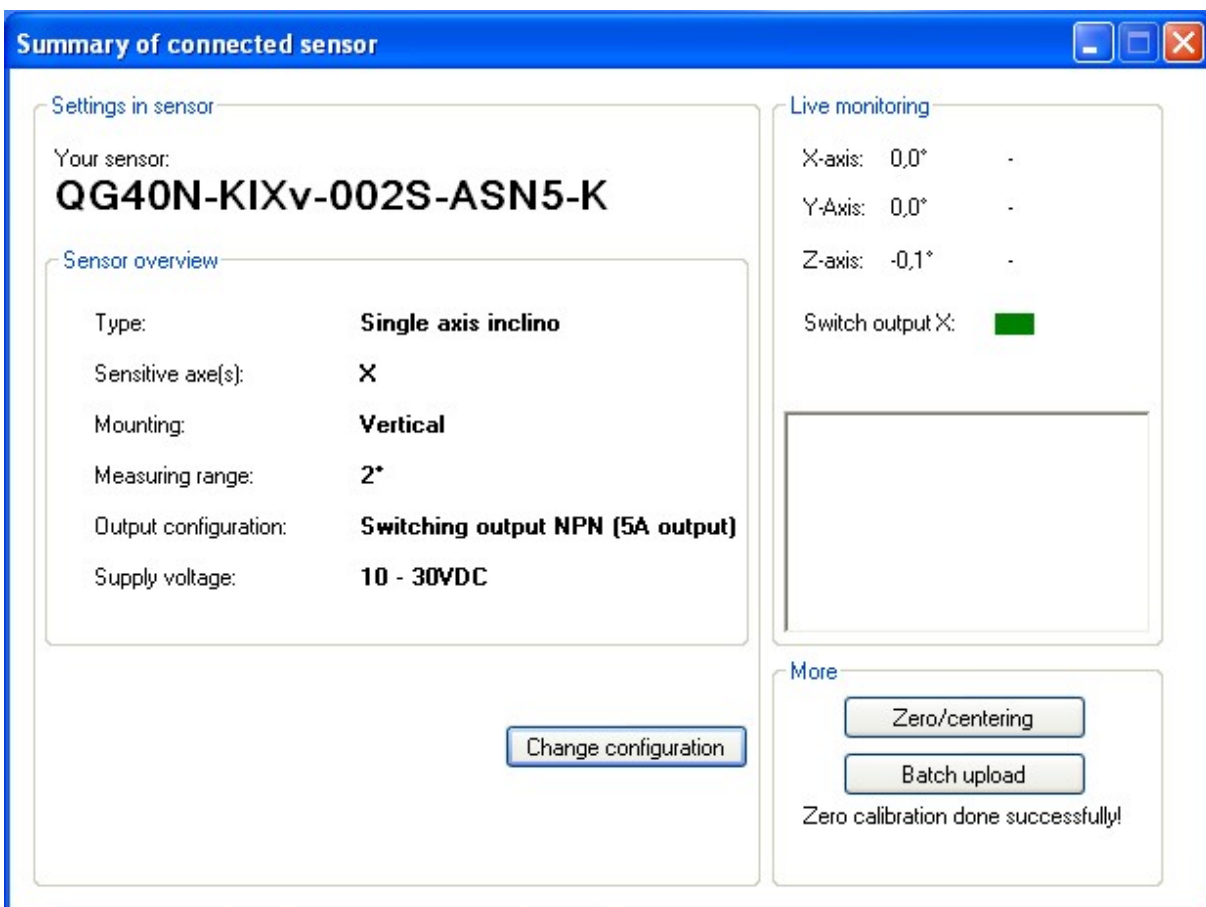 Summary of connected sensor
Settings in sensor
Your sensor:
QG40N-KIXv-002S-ASN5-K
Sensor overview
Type: Single axis inclino
Sensitive axe(s): X
Mounting: Vertical
Measuring range: 2°
Output configuration: Switching output NPN (5A output)
Supply voltage: 10 - 30VDC
Change configuration
Live monitoring
X-axis: 0,0° -
Y-Axis: 0,0° -
Z-axis: -0,1° -
Switch output X:
More
Zero/centering
Batch upload
Zero calibration done successfully!